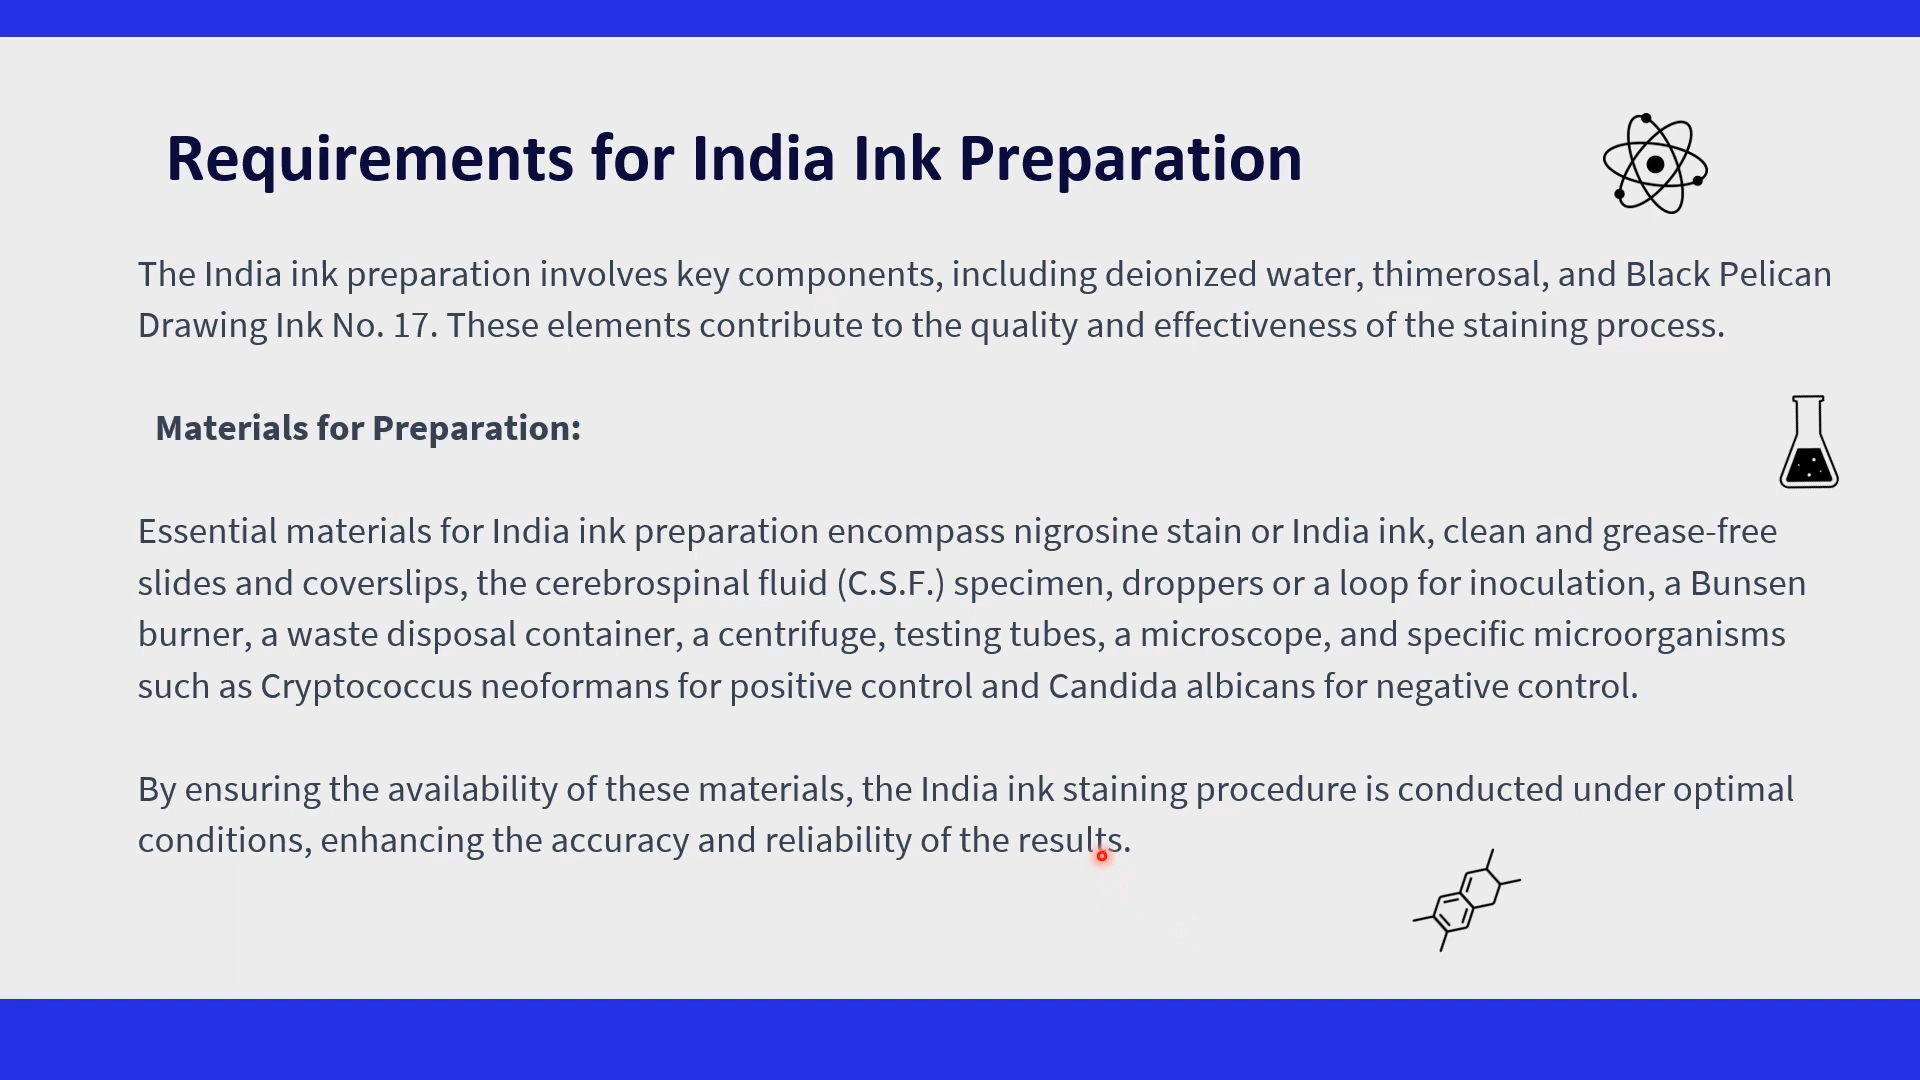 Requirements for India Ink Preparation
The India ink preparation involves key components, including deionized water, thimerosal, and Black Pelican
Drawing Ink No. 17. These elements contribute to the quality and effectiveness of the staining process.
Materials for Preparation:
Essential materials for India ink preparation encompass nigrosine stain or India ink, clean and grease-free
slides and coverslips, the cerebrospinal fluid (C.S.F.) specimen, droppers or a loop for inoculation, a Bunsen
burner, a waste disposal container, a centrifuge, testing tubes, a microscope, and specific microorganisms
such as Cryptococcus neoformans for positive control and Candida albicans for negative control.
By ensuring the availability of these materials, the India ink staining procedure is conducted under optimal
conditions, enhancing the accuracy and reliability of the results.